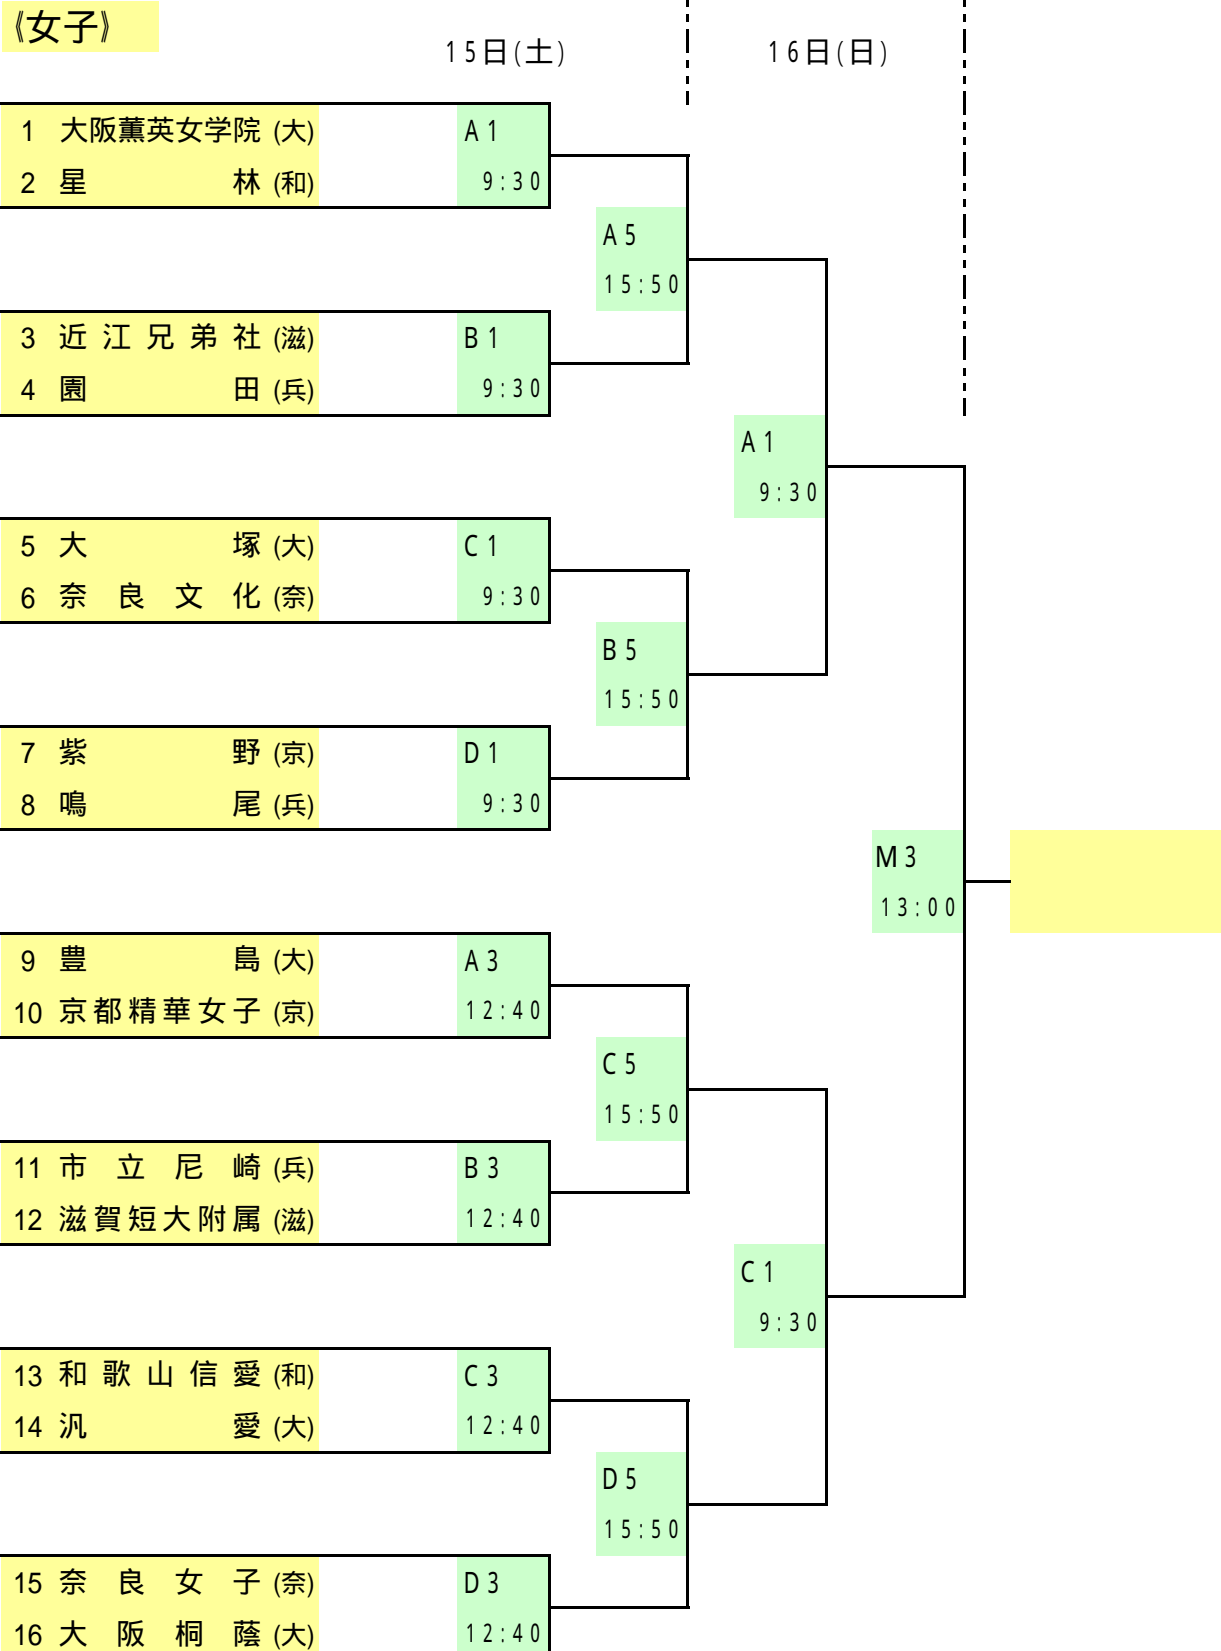 《女子》
15日(土)
16日(日)
1 大阪薫英女学院 (大) A1
2 星林 (和) 9:30
A5
15:50
3 近江兄弟社 (滋) B1
4 園田 (兵) 9:30
A1
9:30
5 大塚 (大) C1
6 奈良文化 (奈) 9:30
B5
15:50
7 紫野 (京) D1
8 鳴尾 (兵) 9:30
M3
13:00
9 豊島 (大) A3
10 京都精華女子 (京) 12:40
C5
15:50
11 市立尼崎 (兵) B3
12 滋賀短大附属 (滋) 12:40
C1
9:30
13 和歌山信愛 (和) C3
14 汎愛 (大) 12:40
D5
15:50
15 奈良女子 (奈) D3
16 大阪桐蔭 (大) 12:40